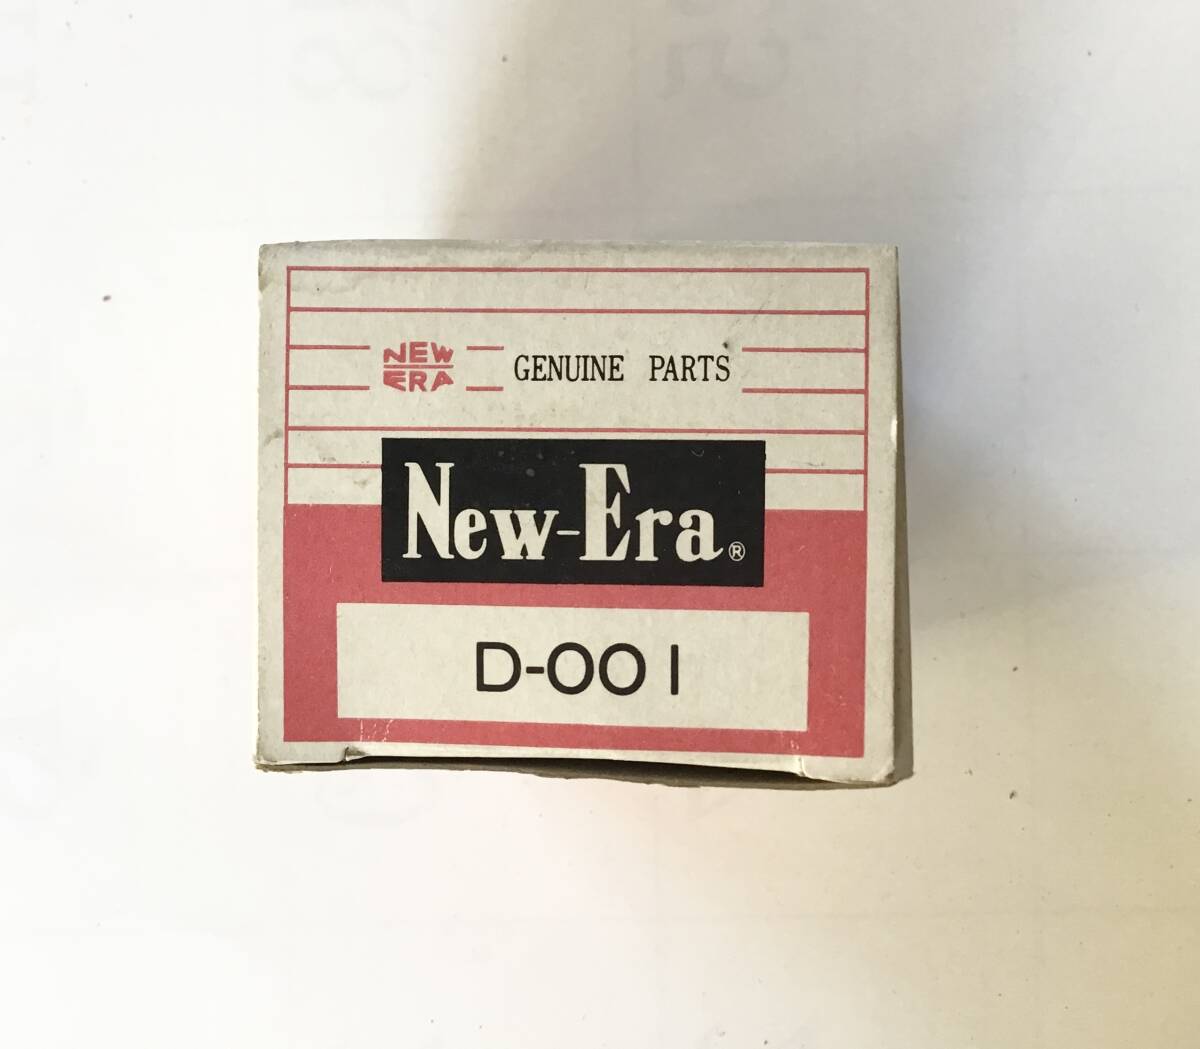 NEW
ERA
GENUINE PARTS
New-Era®
D-001